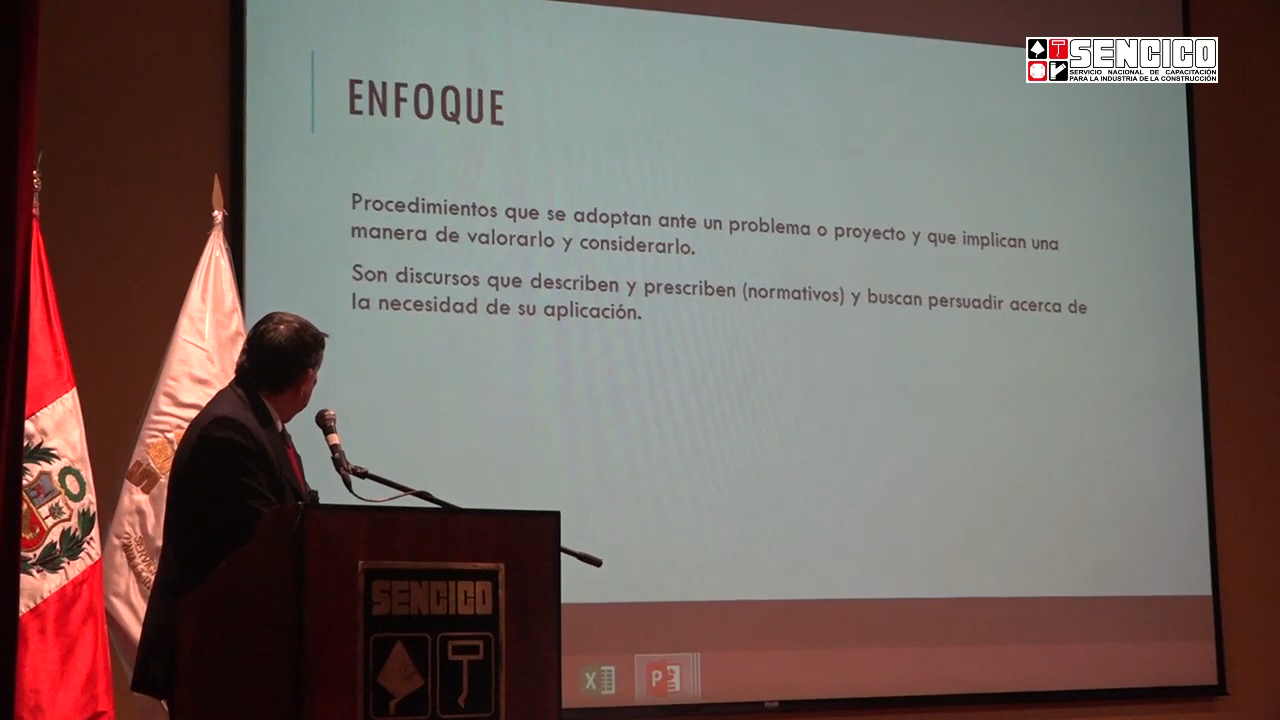 SENCICO
SERVICIO NACIONAL DE CAPACITACIÓN
PARA LA INDUSTRIA DE LA CONSTRUCCIÓN
ENFOQUE
Procedimientos que se adoptan ante un problema o proyecto y que implican una
manera de valorarlo y considerarlo.
Son discursos que describen y prescriben (normativos) y buscan persuadir acerca de
la necesidad de su aplicación.
SENCICO